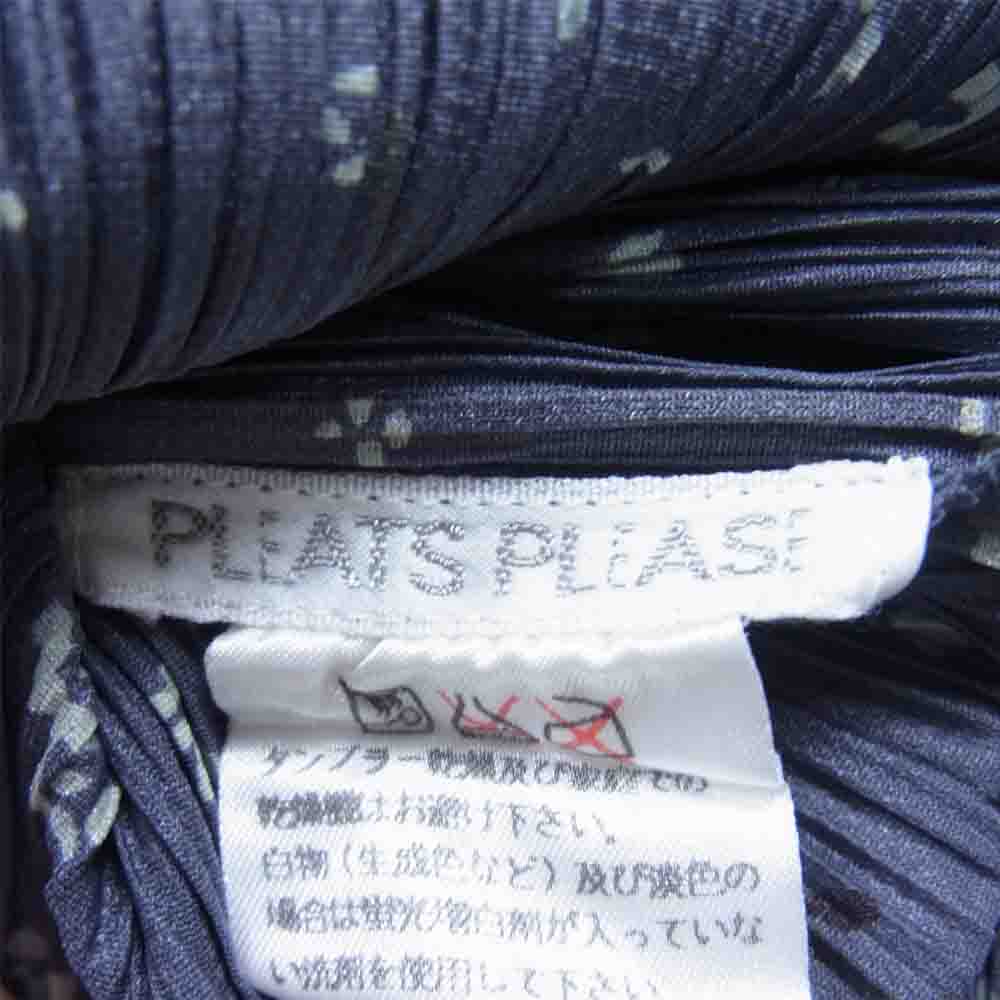 PLEATS PLEASE
タンブラー乾燥及び家庭での
乾燥機はお避け下さい。
白物(生成色など)及び淡色の
場合は蛍光増白剤が入っていな
い洗剤を使用して下さい